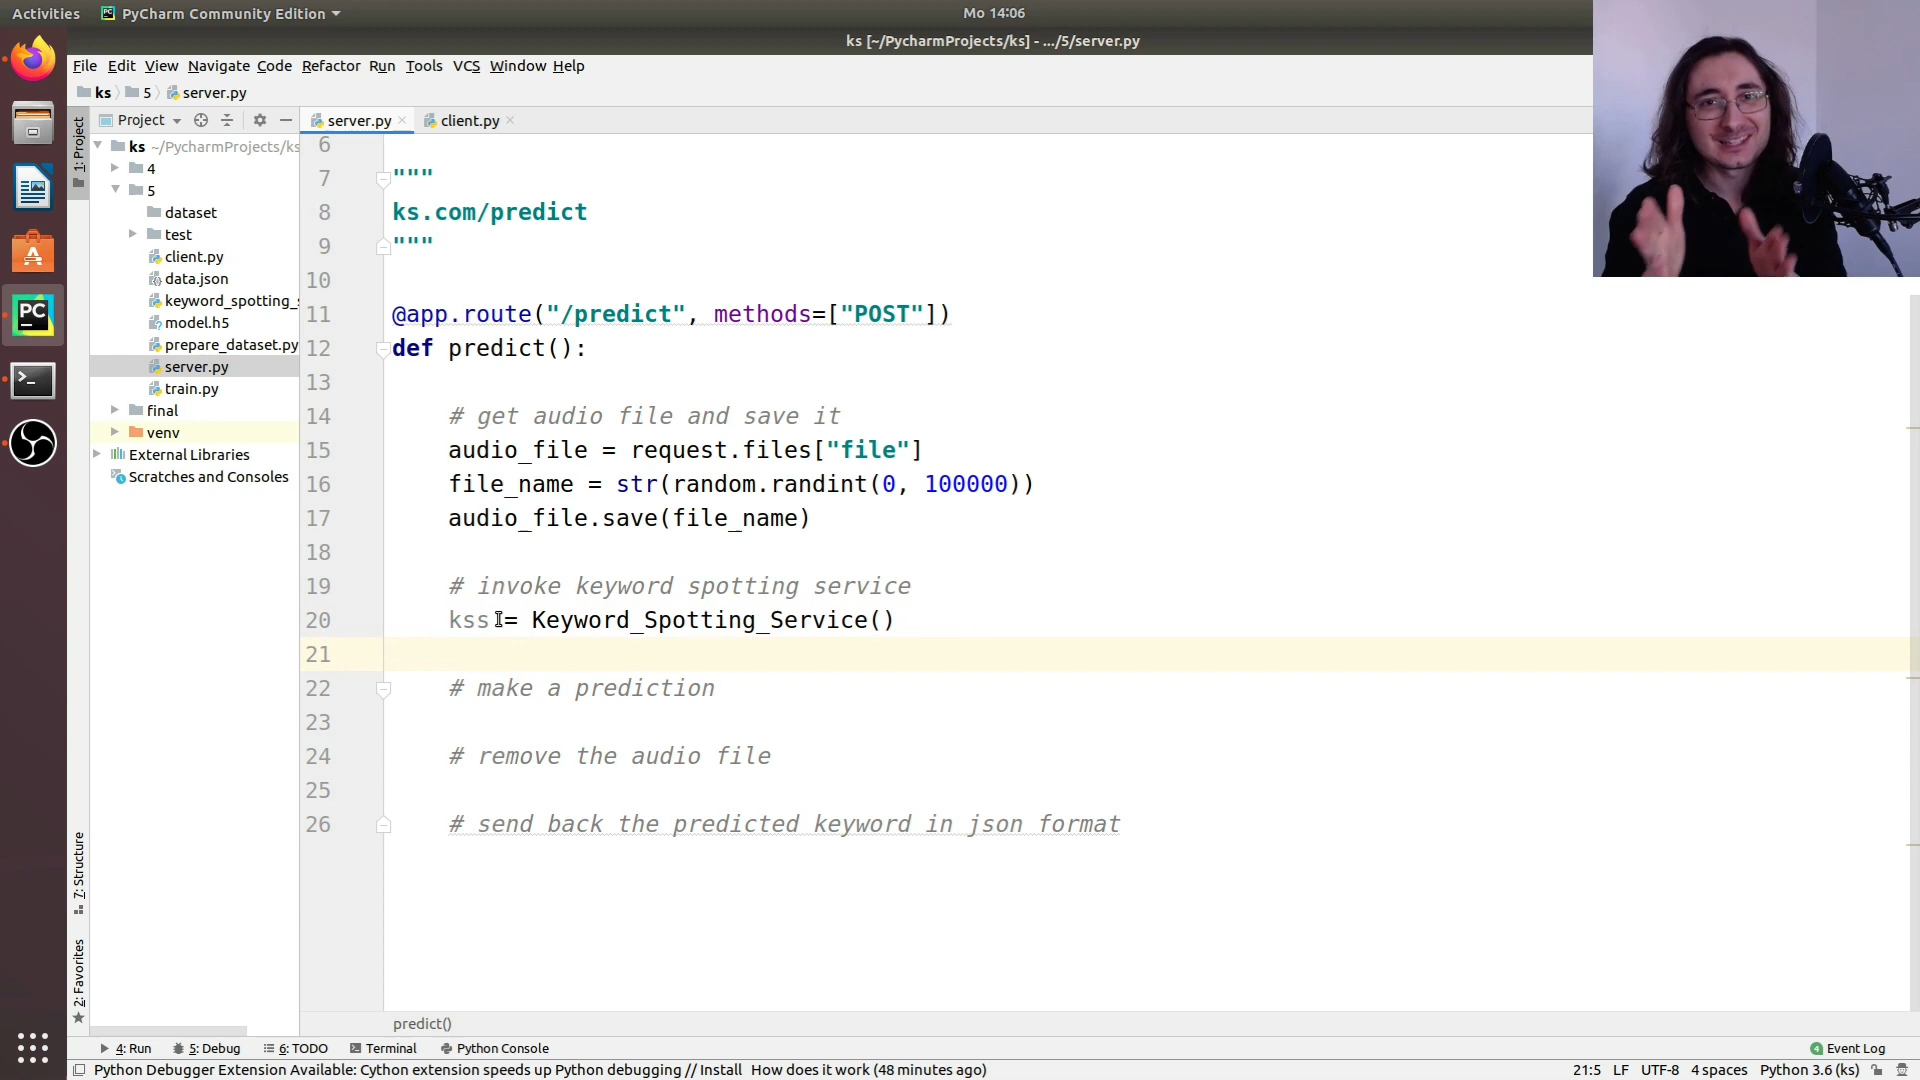 Activities PyCharm Community Edition Mo 14:06
ks [~/PycharmProjects/ks] - .../5/server.py
File Edit View Navigate Code Refactor Run Tools VCS Window Help
ks 5 server.py
1: Project
Project
server.py client.py
ks ~/PycharmProjects/ks
4
5
dataset
test
client.py
data.json
keyword_spotting_s
model.h5
prepare_dataset.py
server.py
train.py
final
venv
External Libraries
Scratches and Consoles
6
7 """
8 ks.com/predict
9 """
10
11 @app.route("/predict", methods=["POST"])
12 def predict():
13
14 # get audio file and save it
15 audio_file = request.files["file"]
16 file_name = str(random.randint(0, 100000))
17 audio_file.save(file_name)
18
19 # invoke keyword spotting service
20 kss = Keyword_Spotting_Service()
21
22 # make a prediction
23
24 # remove the audio file
25
26 # send back the predicted keyword in json format
7: Structure
2: Favorites
predict()
4: Run 5: Debug 6: TODO Terminal Python Console 4 Event Log
Python Debugger Extension Available: Cython extension speeds up Python debugging // Install How does it work (48 minutes ago) 21:5 LF UTF-8 4 spaces Python 3.6 (ks)